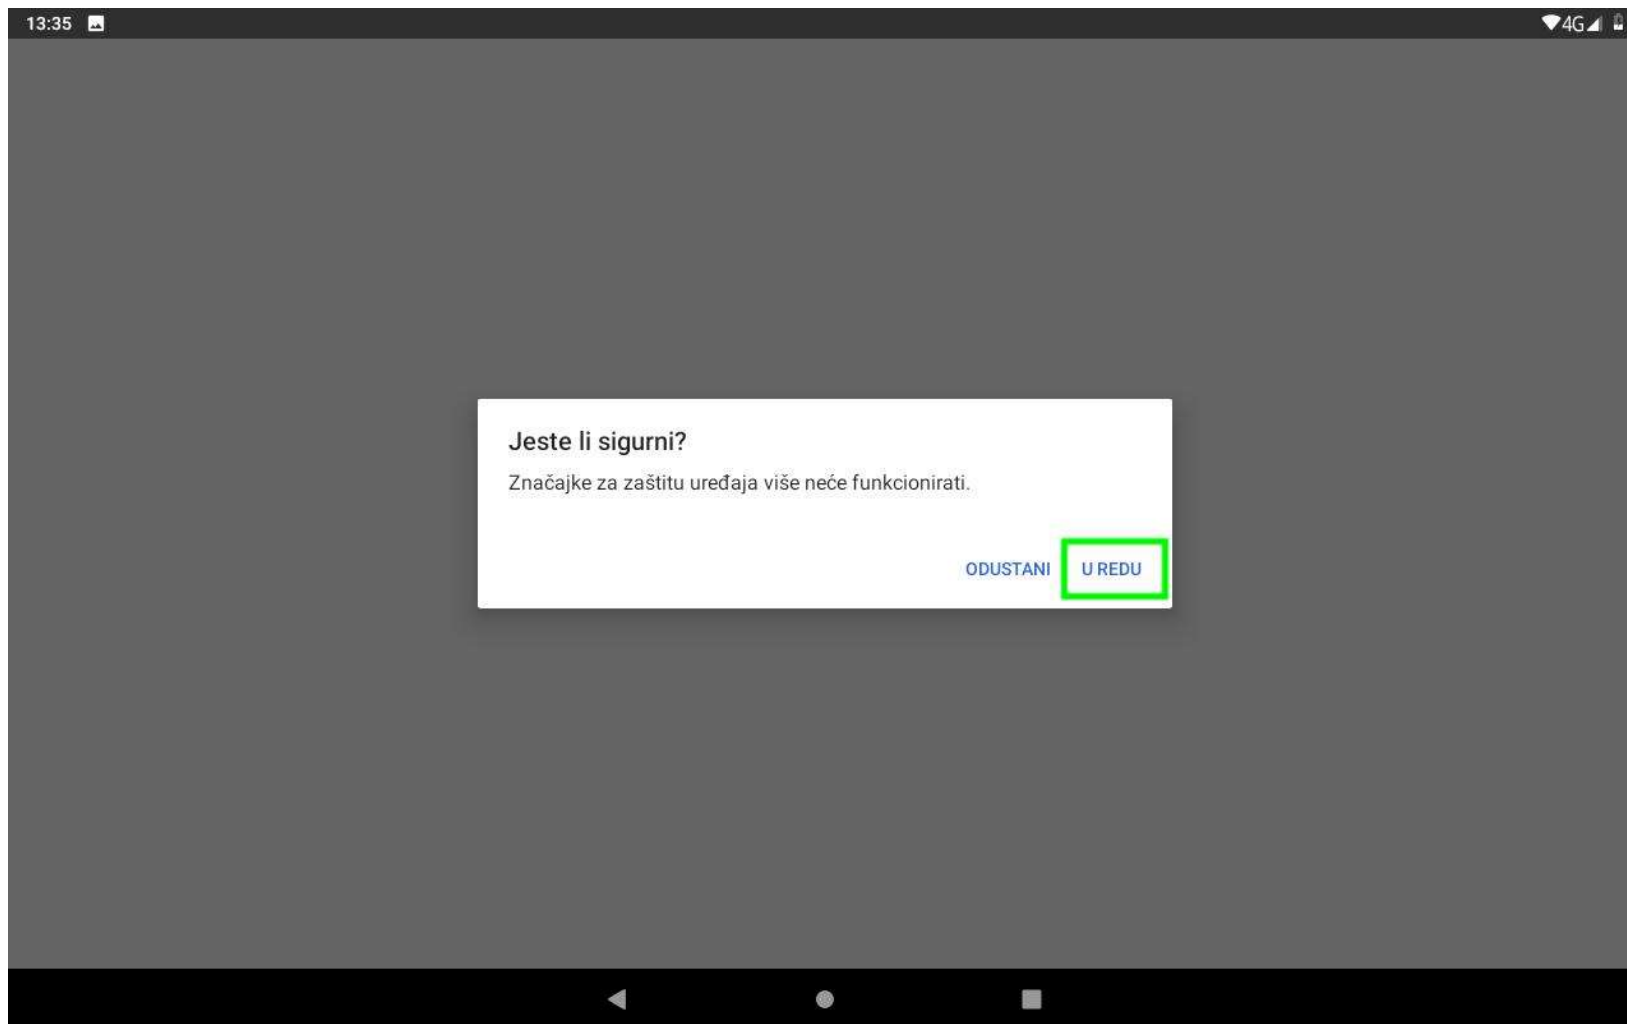 13:35
4G
Jeste li sigurni?
Značajke za zaštitu uređaja više neće funkcionirati.
ODUSTANI U REDU